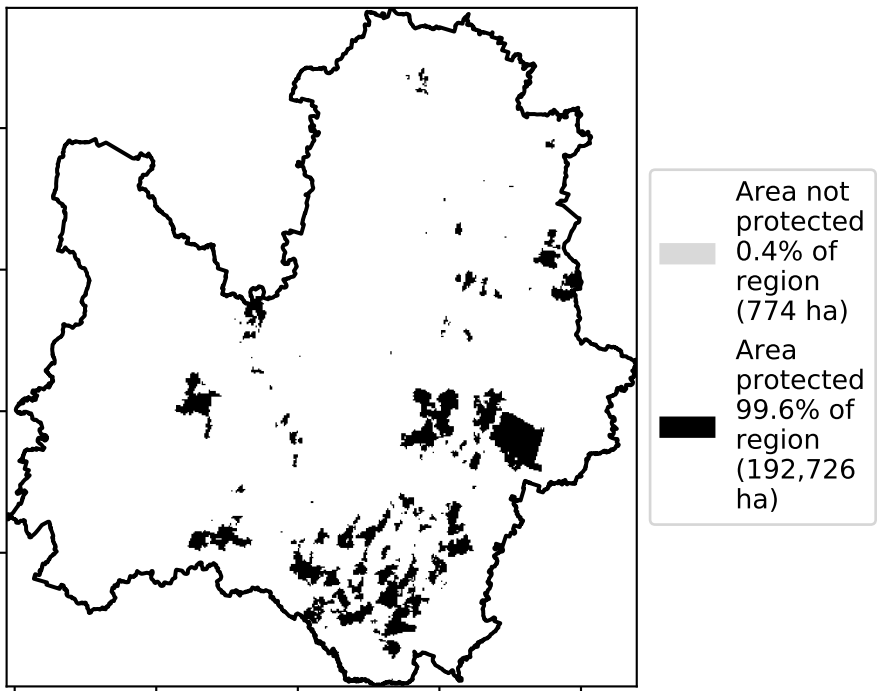 Area not
protected
0.4% of
region
(774 ha)
Area
protected
99.6% of
region
(192,726
ha)